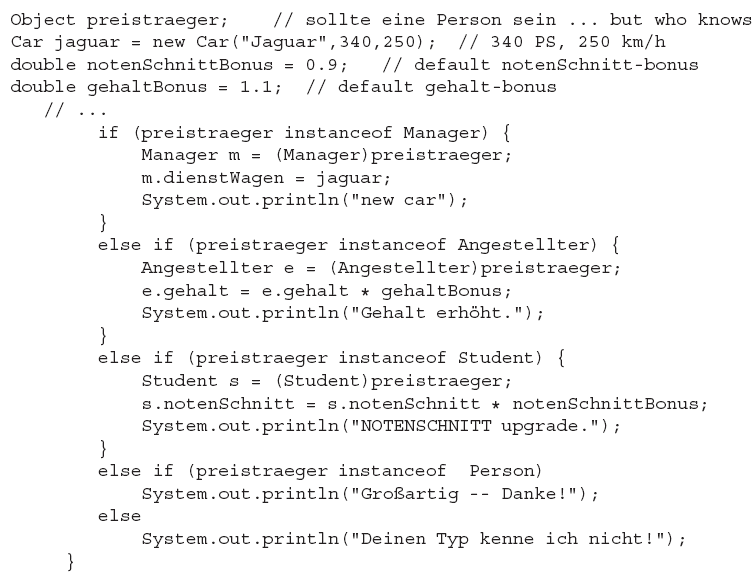 Object preistraeger;    // sollte eine Person sein ... but who knows
Car jaguar = new Car("Jaguar",340,250);  // 340 PS, 250 km/h
double notenSchnittBonus = 0.9;   // default notenSchnitt-bonus
double gehaltBonus = 1.1;  // default gehalt-bonus
   // ...
        if (preistraeger instanceof Manager) {
            Manager m = (Manager)preistraeger;
            m.dienstWagen = jaguar;
            System.out.println("new car");
        }
        else if (preistraeger instanceof Angestellter) {
            Angestellter e = (Angestellter)preistraeger;
            e.gehalt = e.gehalt * gehaltBonus;
            System.out.println("Gehalt erhöht.");
        }
        else if (preistraeger instanceof Student) {
            Student s = (Student)preistraeger;
            s.notenSchnitt = s.notenSchnitt * notenSchnittBonus;
            System.out.println("NOTENSCHNITT upgrade.");
        }
        else if (preistraeger instanceof  Person)
            System.out.println("Großartig -- Danke!");
        else
            System.out.println("Deinen Typ kenne ich nicht!");
     }